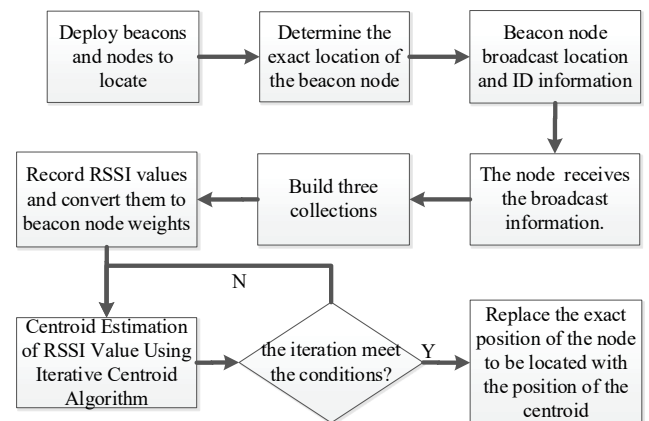 Deploy beacons
and nodes to
locate
Determine the
exact location of
the beacon node
Beacon node
broadcast location
and ID information
The node receives
the broadcast
information.
Build three
collections
Record RSSI values
and convert them to
beacon node weights
N
Centroid Estimation
of RSSI Value Using
Iterative Centroid
Algorithm
the iteration meet
the conditions?
Y
Replace the exact
position of the node
to be located with
the position of the
centroid